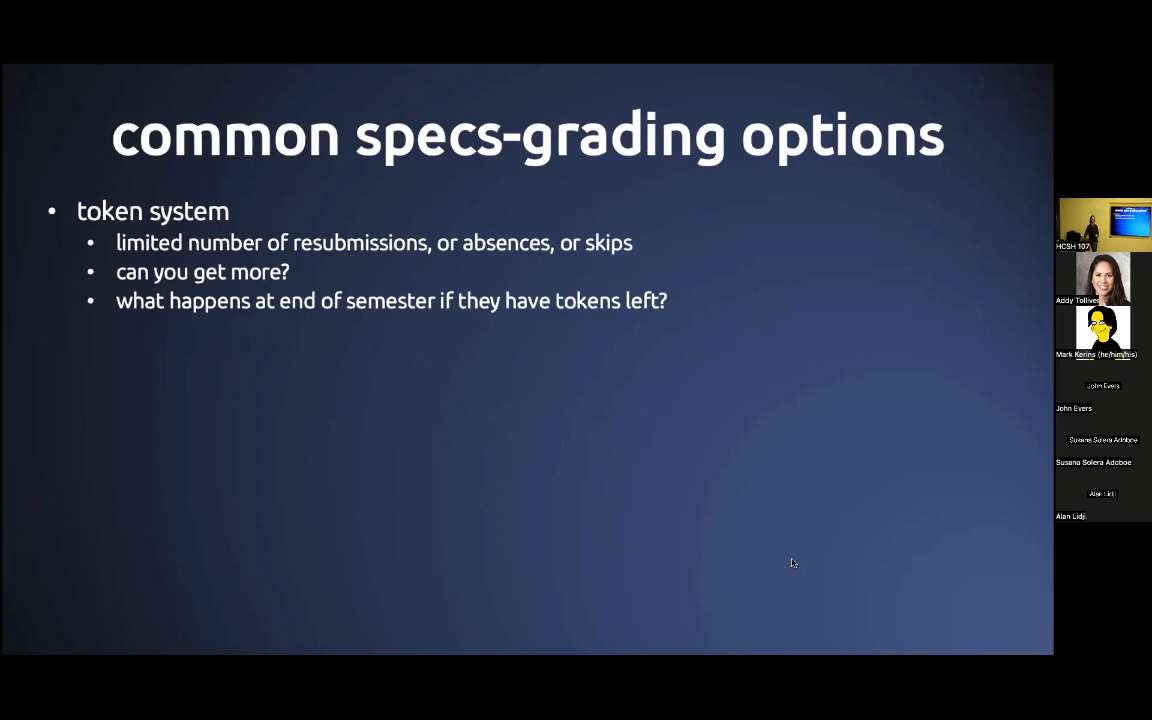 common specs-grading options
• token system
• limited number of resubmissions, or absences, or skips
• can you get more?
• what happens at end of semester if they have tokens left?
HCSH 107
Addy Tolliver
Mark Kerins (he/him/his)
John Evers
John Evers
Susana Solera Adoboe
Susana Solera Adoboe
Alan Lidji
Alan Lidji